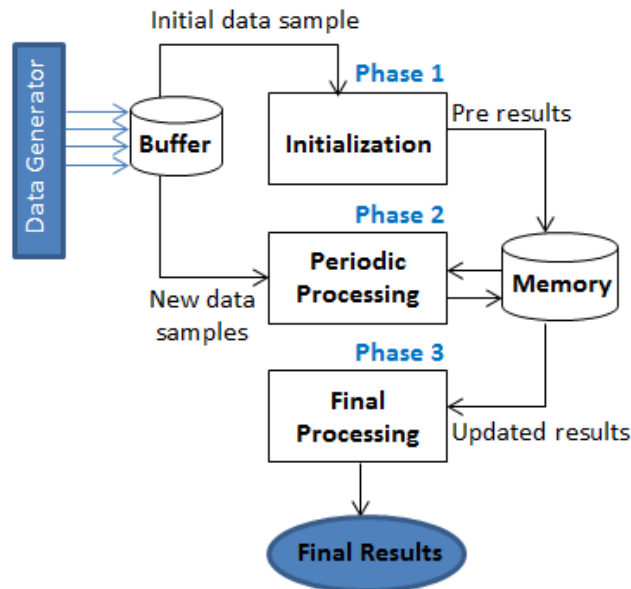 Initial data sample
Data Generator
Buffer
Phase 1
Initialization
Pre results
Phase 2
Periodic
Processing
Memory
New data
samples
Phase 3
Final
Processing
Updated results
Final Results